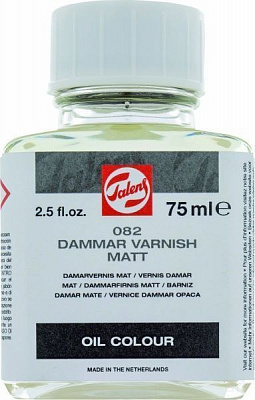 Talens
2.5 fl.oz. 75 ml e
082
DAMMAR VARNISH
MATT
DAMARVERNIS MAT / VERNIS DAMAR
MAT / DAMMARFIRNIS MATT / BARNIZ
DAMAR MATE / VERNICE DAMMAR OPACA
OIL COLOUR
MADE IN THE NETHERLANDS